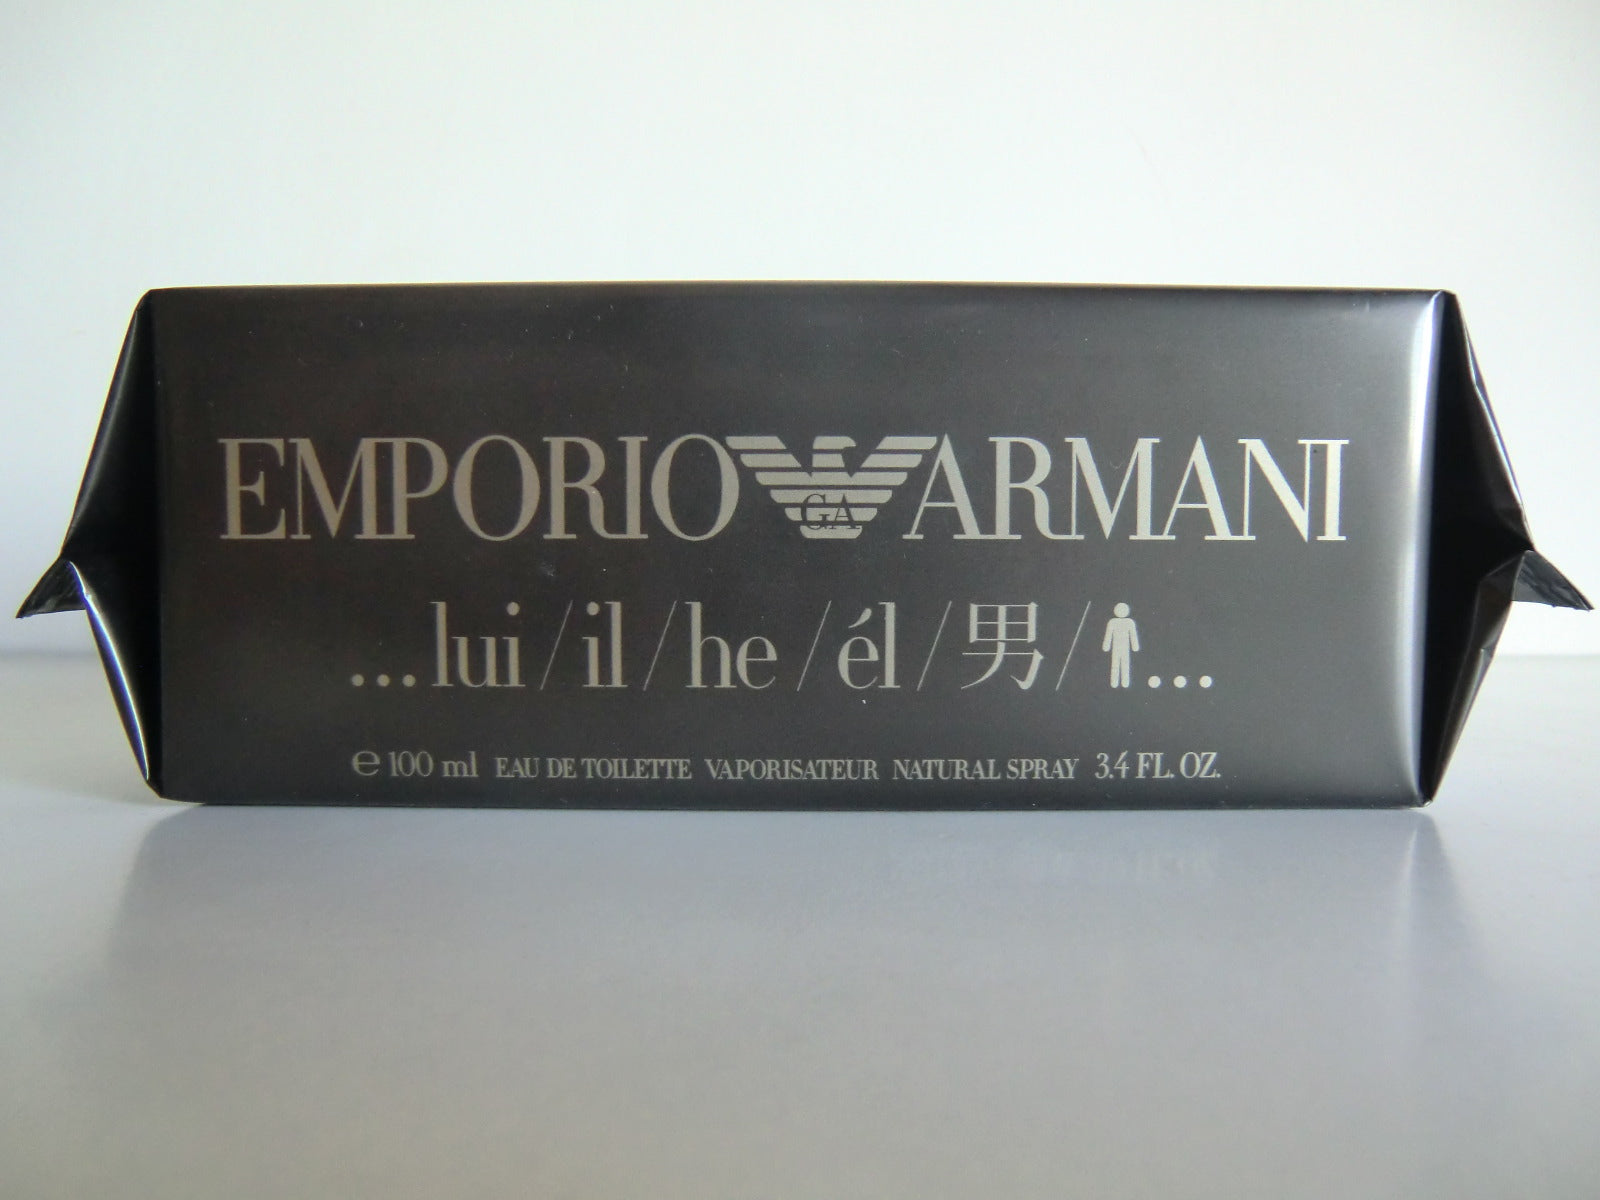 EMPORIO GA ARMANI
...lui/il/he/él/男/...
℮ 100 ml EAU DE TOILETTE VAPORISATEUR NATURAL SPRAY 3.4 FL. OZ.